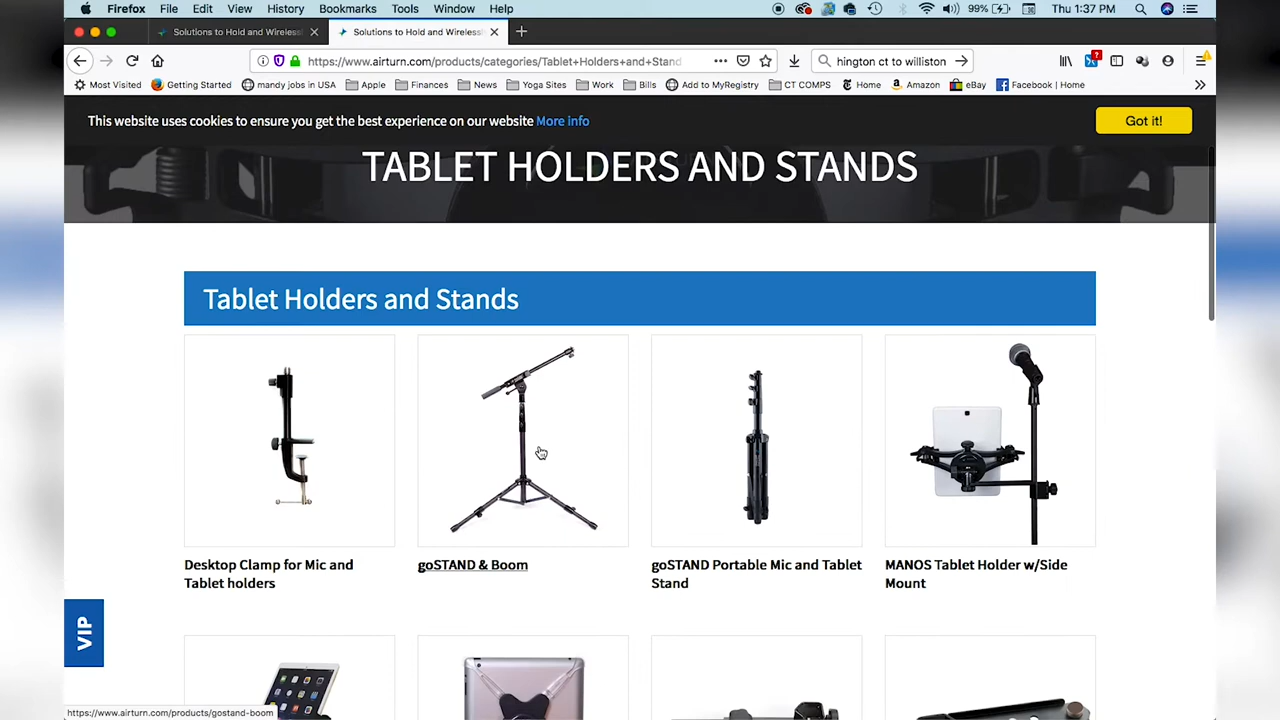 Firefox File Edit View History Bookmarks Tools Window Help 99% Thu 1:37 PM
Solutions to Hold and Wireless Solutions to Hold and Wireless
https://www.airturn.com/products/categories/Tablet+Holders+and+Stand hington ct to williston
Most Visited Getting Started mandy jobs in USA Apple Finances News Yoga Sites Work Bills Add to MyRegistry CT COMPS Home Amazon eBay Facebook | Home
This website uses cookies to ensure you get the best experience on our website More info Got it!
TABLET HOLDERS AND STANDS
Tablet Holders and Stands
Desktop Clamp for Mic and
Tablet holders
goSTAND & Boom
goSTAND Portable Mic and Tablet
Stand
MANOS Tablet Holder w/Side
Mount
VIP
https://www.airturn.com/products/gostand-boom